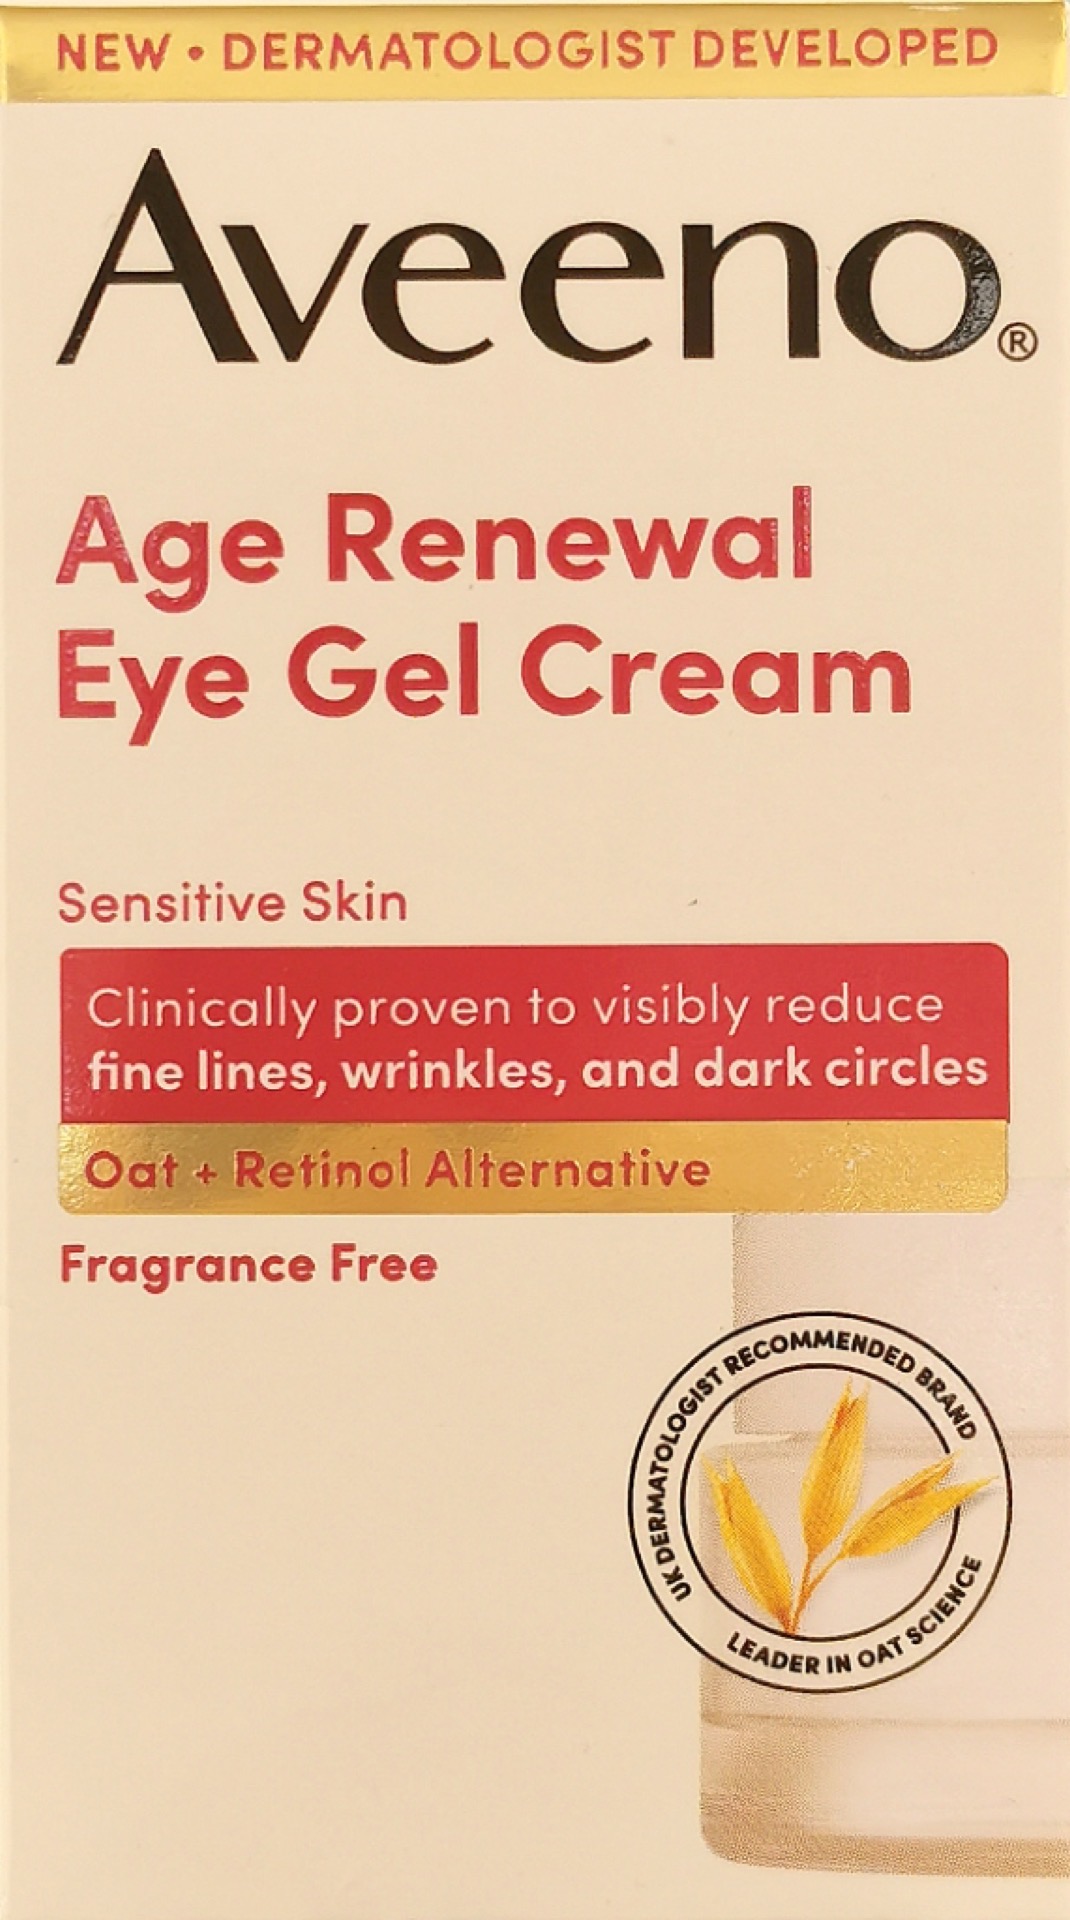 NEW • DERMATOLOGIST DEVELOPED
Aveeno®
Age Renewal
Eye Gel Cream
Sensitive Skin
Clinically proven to visibly reduce
fine lines, wrinkles, and dark circles
Oat + Retinol Alternative
Fragrance Free
UK DERMATOLOGIST RECOMMENDED BRAND
LEADER IN OAT SCIENCE